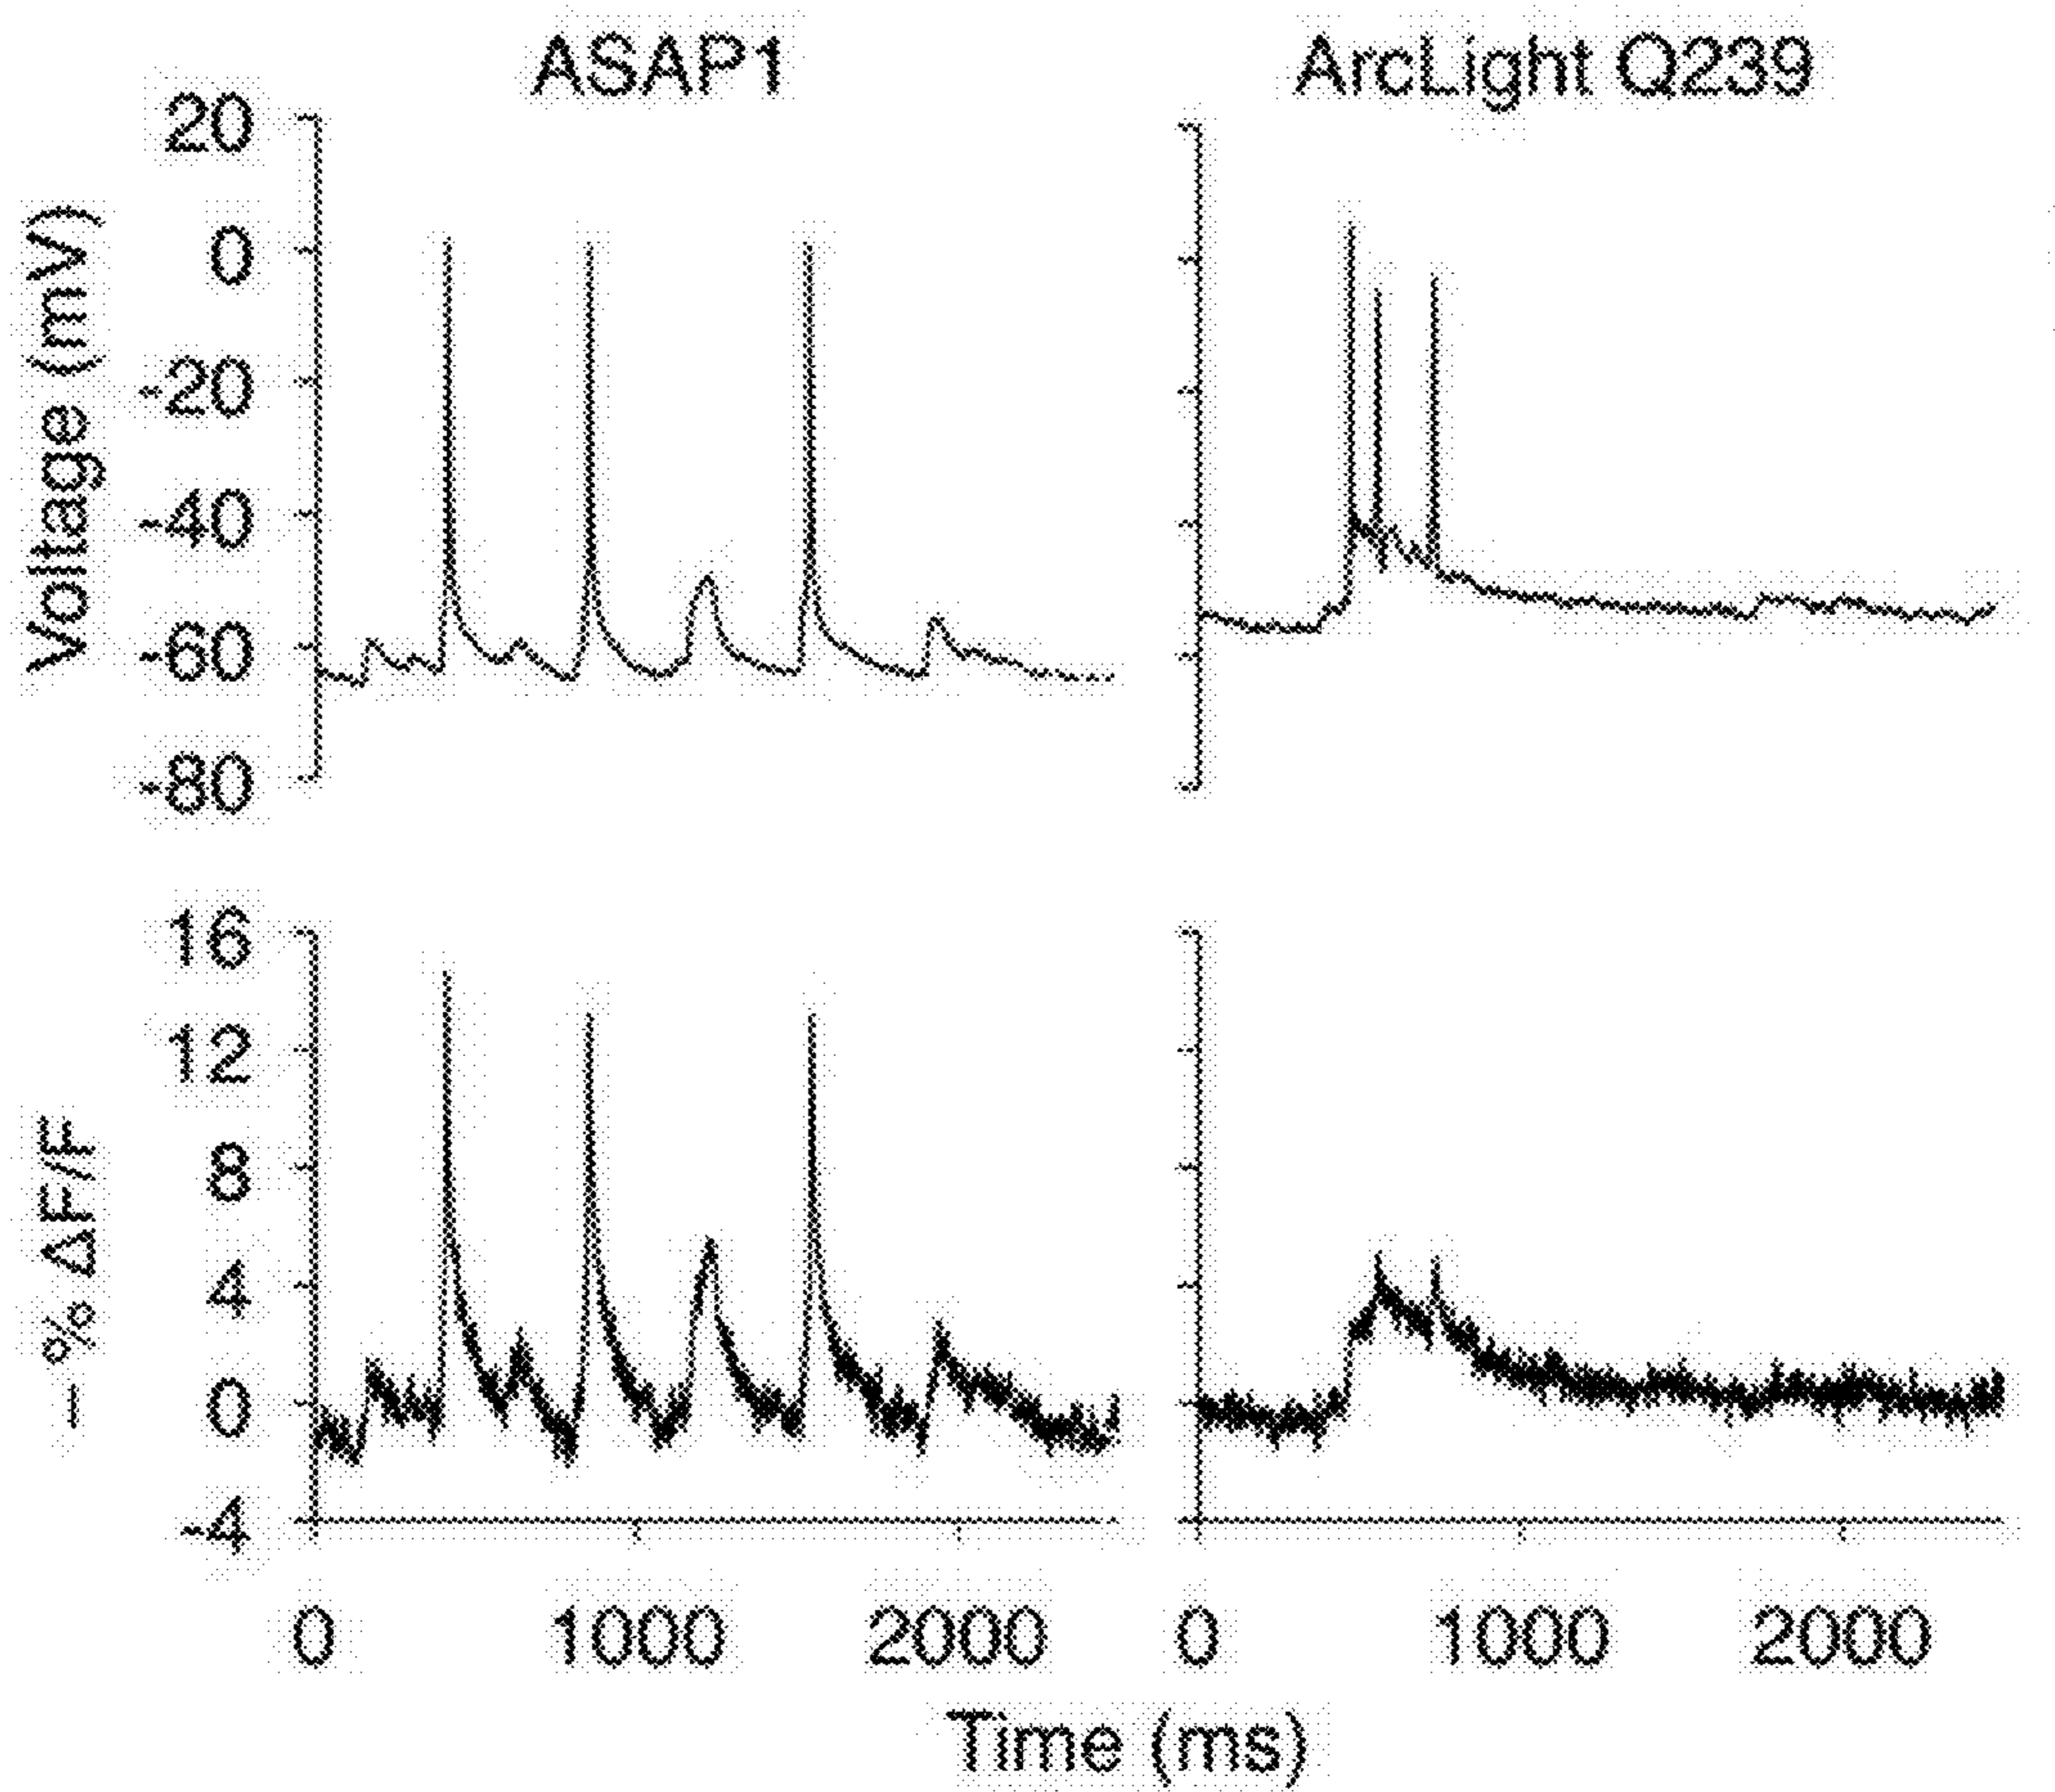 ASAP1
ArcLight Q239
Voltage (mV)
20
0
-20
-40
-60
-80
– % ΔF/F
16
12
8
4
0
-4
0 1000 2000
0 1000 2000
Time (ms)